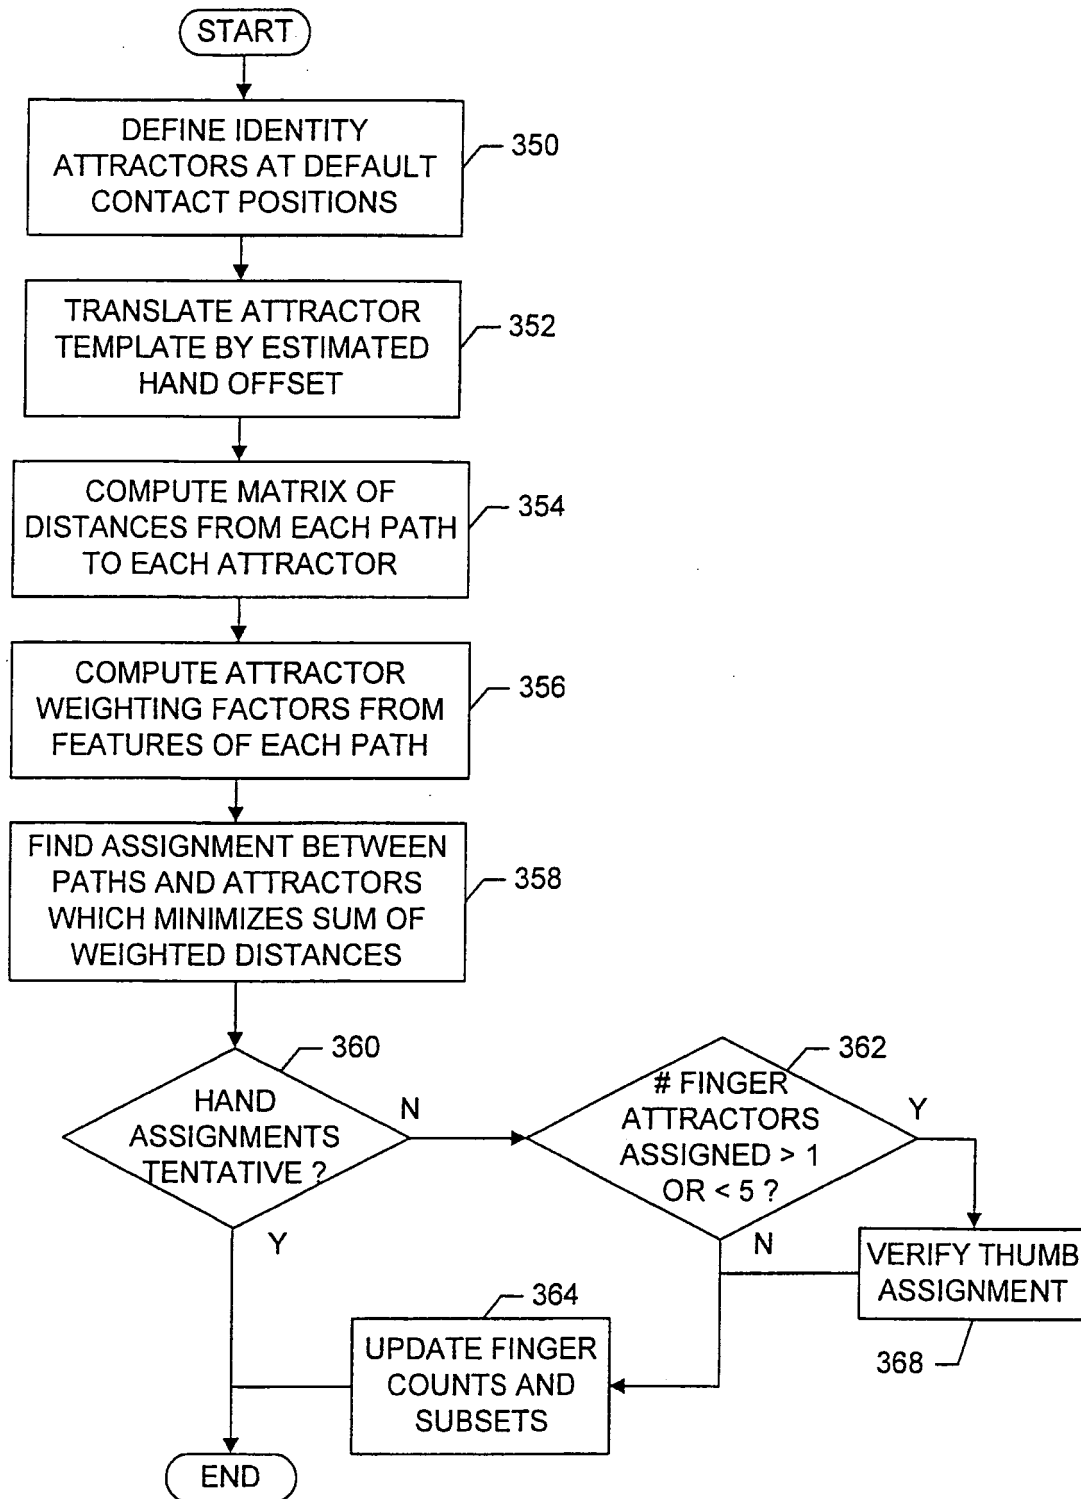 START
DEFINE IDENTITY
ATTRACTORS AT DEFAULT
CONTACT POSITIONS
350
TRANSLATE ATTRACTOR
TEMPLATE BY ESTIMATED
HAND OFFSET
352
COMPUTE MATRIX OF
DISTANCES FROM EACH PATH
TO EACH ATTRACTOR
354
COMPUTE ATTRACTOR
WEIGHTING FACTORS FROM
FEATURES OF EACH PATH
356
FIND ASSIGNMENT BETWEEN
PATHS AND ATTRACTORS
WHICH MINIMIZES SUM OF
WEIGHTED DISTANCES
358
360
HAND
ASSIGNMENTS
TENTATIVE ?
N
Y
362
# FINGER
ATTRACTORS
ASSIGNED > 1
OR < 5 ?
Y
N
VERIFY THUMB
ASSIGNMENT
368
364
UPDATE FINGER
COUNTS AND
SUBSETS
END